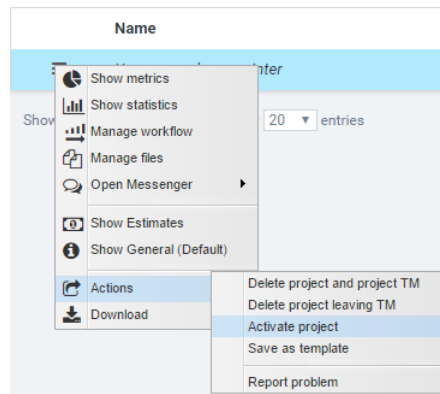 Name
nter
Show metrics
Show statistics
Show
20 entries
Manage workflow
Manage files
Open Messenger
Show Estimates
Show General (Default)
Actions
Delete project and project TM
Delete project leaving TM
Download
Activate project
Save as template
Report problem